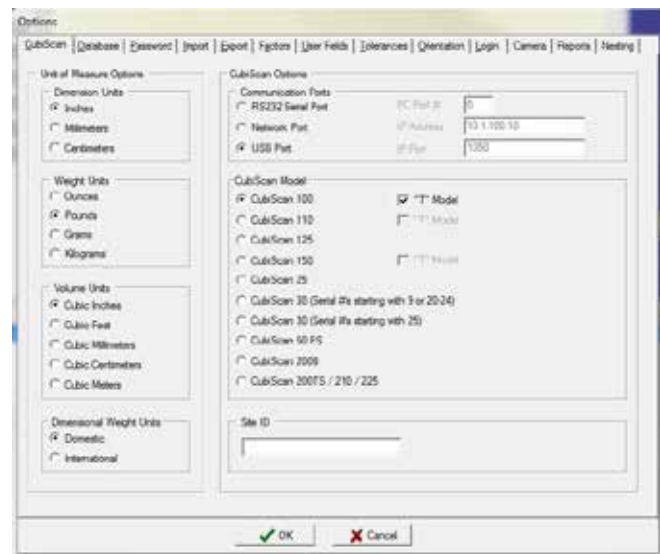 Options
CubiScan | Database | Password | Import | Export | Factors | User Fields | Tolerances | Orientation | Login | Camera | Reports | Nesting
Unit of Measure Options
Dimension Units
Inches
Millimeters
Centimeters
Weight Units
Ounces
Pounds
Grams
Kilograms
Volume Units
Cubic Inches
Cubic Feet
Cubic Millimeters
Cubic Centimeters
Cubic Meters
Dimensional Weight Units
Domestic
International
CubiScan Options
Communication Ports
RS232 Serial Port PC Port #
Network Port IP Address 10.1.100.10
USB Port IP Port 1050
CubiScan Model
CubiScan 100 "T" Model
CubiScan 110 "T" Model
CubiScan 125
CubiScan 150 "T" Model
CubiScan 25
CubiScan 30 (Serial #s starting with 9 or 20-24)
CubiScan 30 (Serial #s starting with 25)
CubiScan 50 PS
CubiScan 200TS / 210 / 225
Site ID
OK Cancel